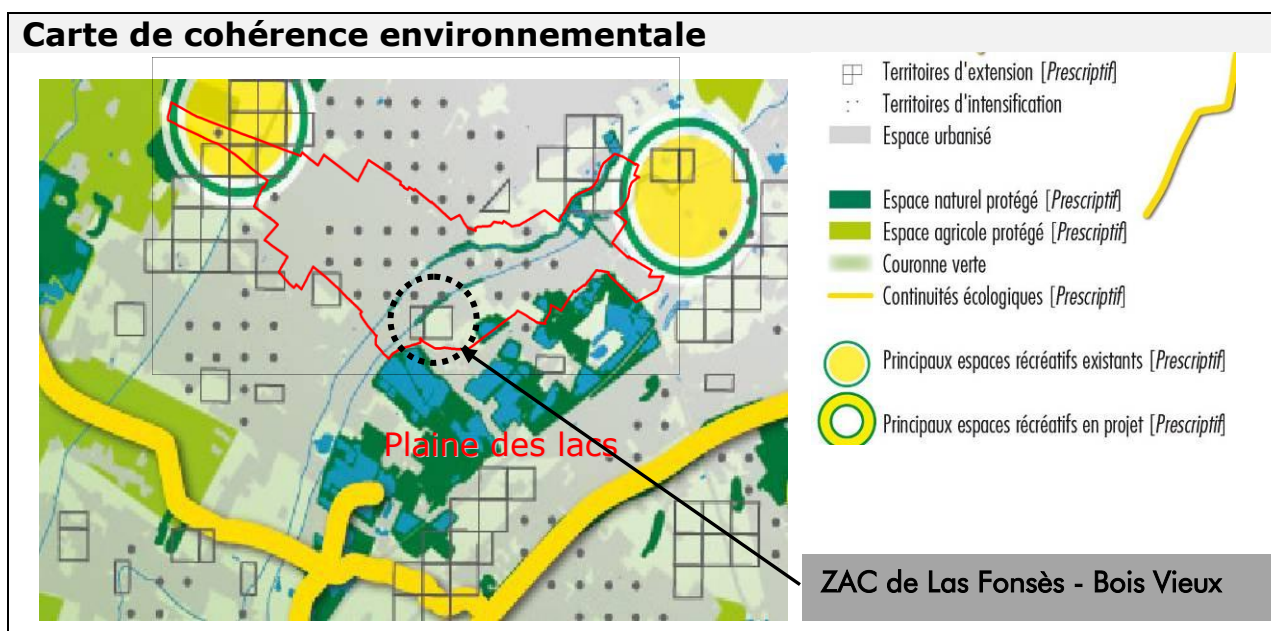 Carte de cohérence environnementale
Territoires d'extension [Prescriptif]
Territoires d'intensification
Espace urbanisé
Espace naturel protégé [Prescriptif]
Espace agricole protégé [Prescriptif]
Couronne verte
Continuités écologiques [Prescriptif]
Principaux espaces récréatifs existants [Prescriptif]
Principaux espaces récréatifs en projet [Prescriptif]
Plaine des lacs
ZAC de Las Fonsès - Bois Vieux